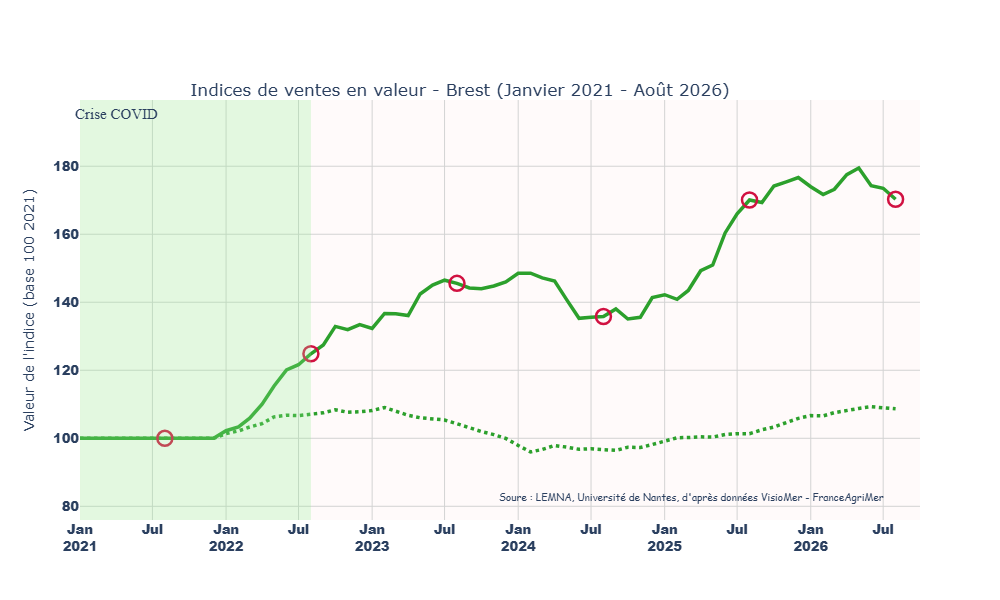 Indices de ventes en valeur - Brest (Janvier 2021 - Août 2026)
Crise COVID
Valeur de l'indice (base 100 2021)
180
160
140
120
100
80
Soure : LEMNA, Université de Nantes, d'après données VisioMer - FranceAgriMer
Jan Jul Jan Jul Jan Jul Jan Jul Jan Jul Jan Jul
2021 2022 2023 2024 2025 2026